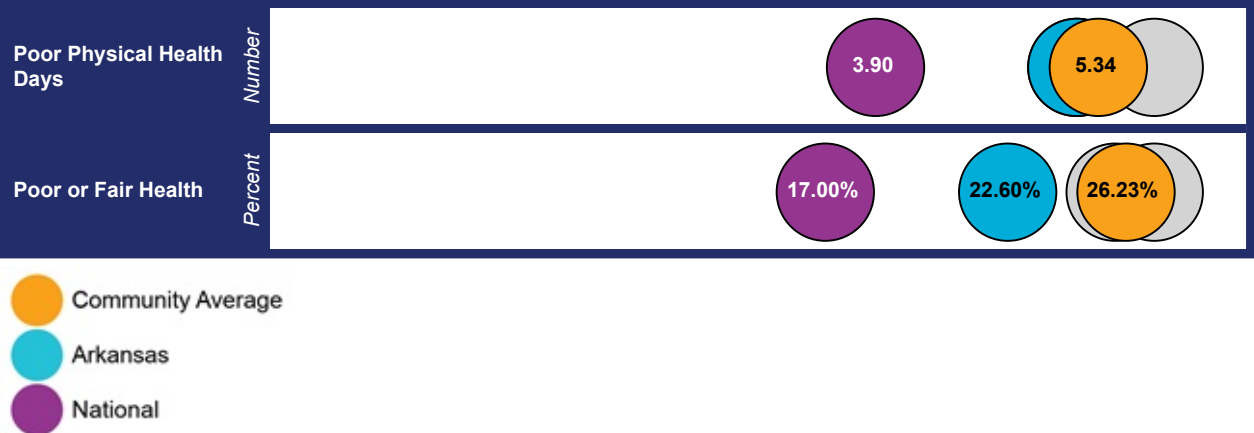 Poor Physical Health
Days
Number
3.90
5.34
Poor or Fair Health
Percent
17.00%
22.60%
26.23%
Community Average
Arkansas
National